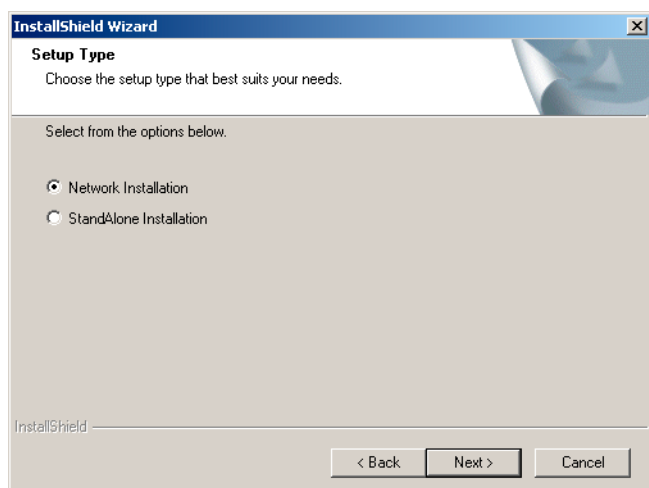 InstallShield Wizard
Setup Type
Choose the setup type that best suits your needs.
Select from the options below.
Network Installation
StandAlone Installation
InstallShield
< Back Next > Cancel